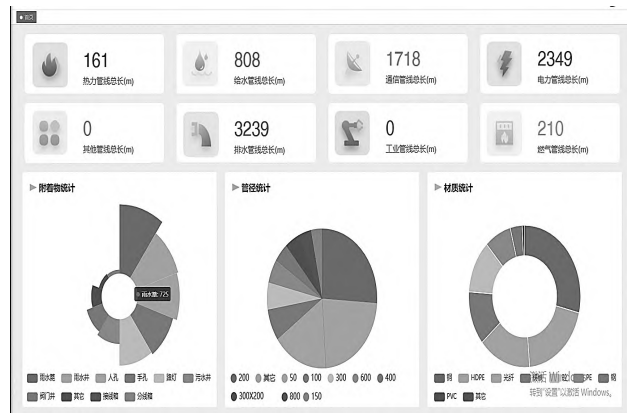 首页
161
热力管线总长(m)
808
给水管线总长(m)
1718
通信管线总长(m)
2349
电力管线总长(m)
0
其他管线总长(m)
3239
排水管线总长(m)
0
工业管线总长(m)
210
燃气管线总长(m)
附着物统计
管径统计
材质统计
雨水篦: 725
雨水篦 雨水井 人孔 手孔 路灯 污水井
阀门井 其它 接线箱 分线箱
200 其它 50 100 300 600 400
300X200 800 150
钢 HDPE 光纤 PE 铜
PVC 其它
激活 Windows
转到"设置"以激活 Windows。